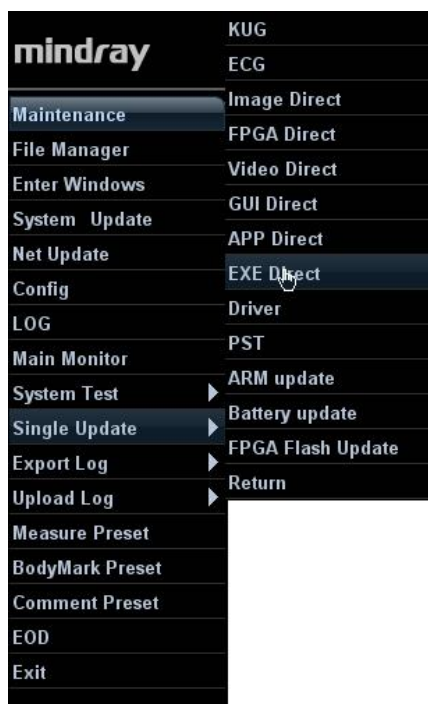 mindray
Maintenance
File Manager
Enter Windows
System Update
Net Update
Config
LOG
Main Monitor
System Test
Single Update
Export Log
Upload Log
Measure Preset
BodyMark Preset
Comment Preset
EOD
Exit
KUG
ECG
Image Direct
FPGA Direct
Video Direct
GUI Direct
APP Direct
EXE Direct
Driver
PST
ARM update
Battery update
FPGA Flash Update
Return